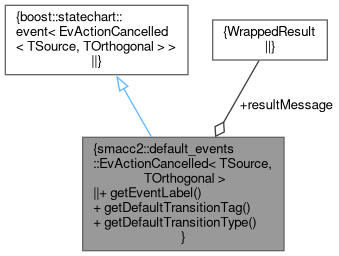 {boost::statechart::
event< EvActionCancelled
< TSource, TOrthogonal > >
||}
{WrappedResult
||}
+resultMessage
{smacc2::default_events
::EvActionCancelled< TSource,
TOrthogonal >
||+ getEventLabel()
+ getDefaultTransitionTag()
+ getDefaultTransitionType()
}